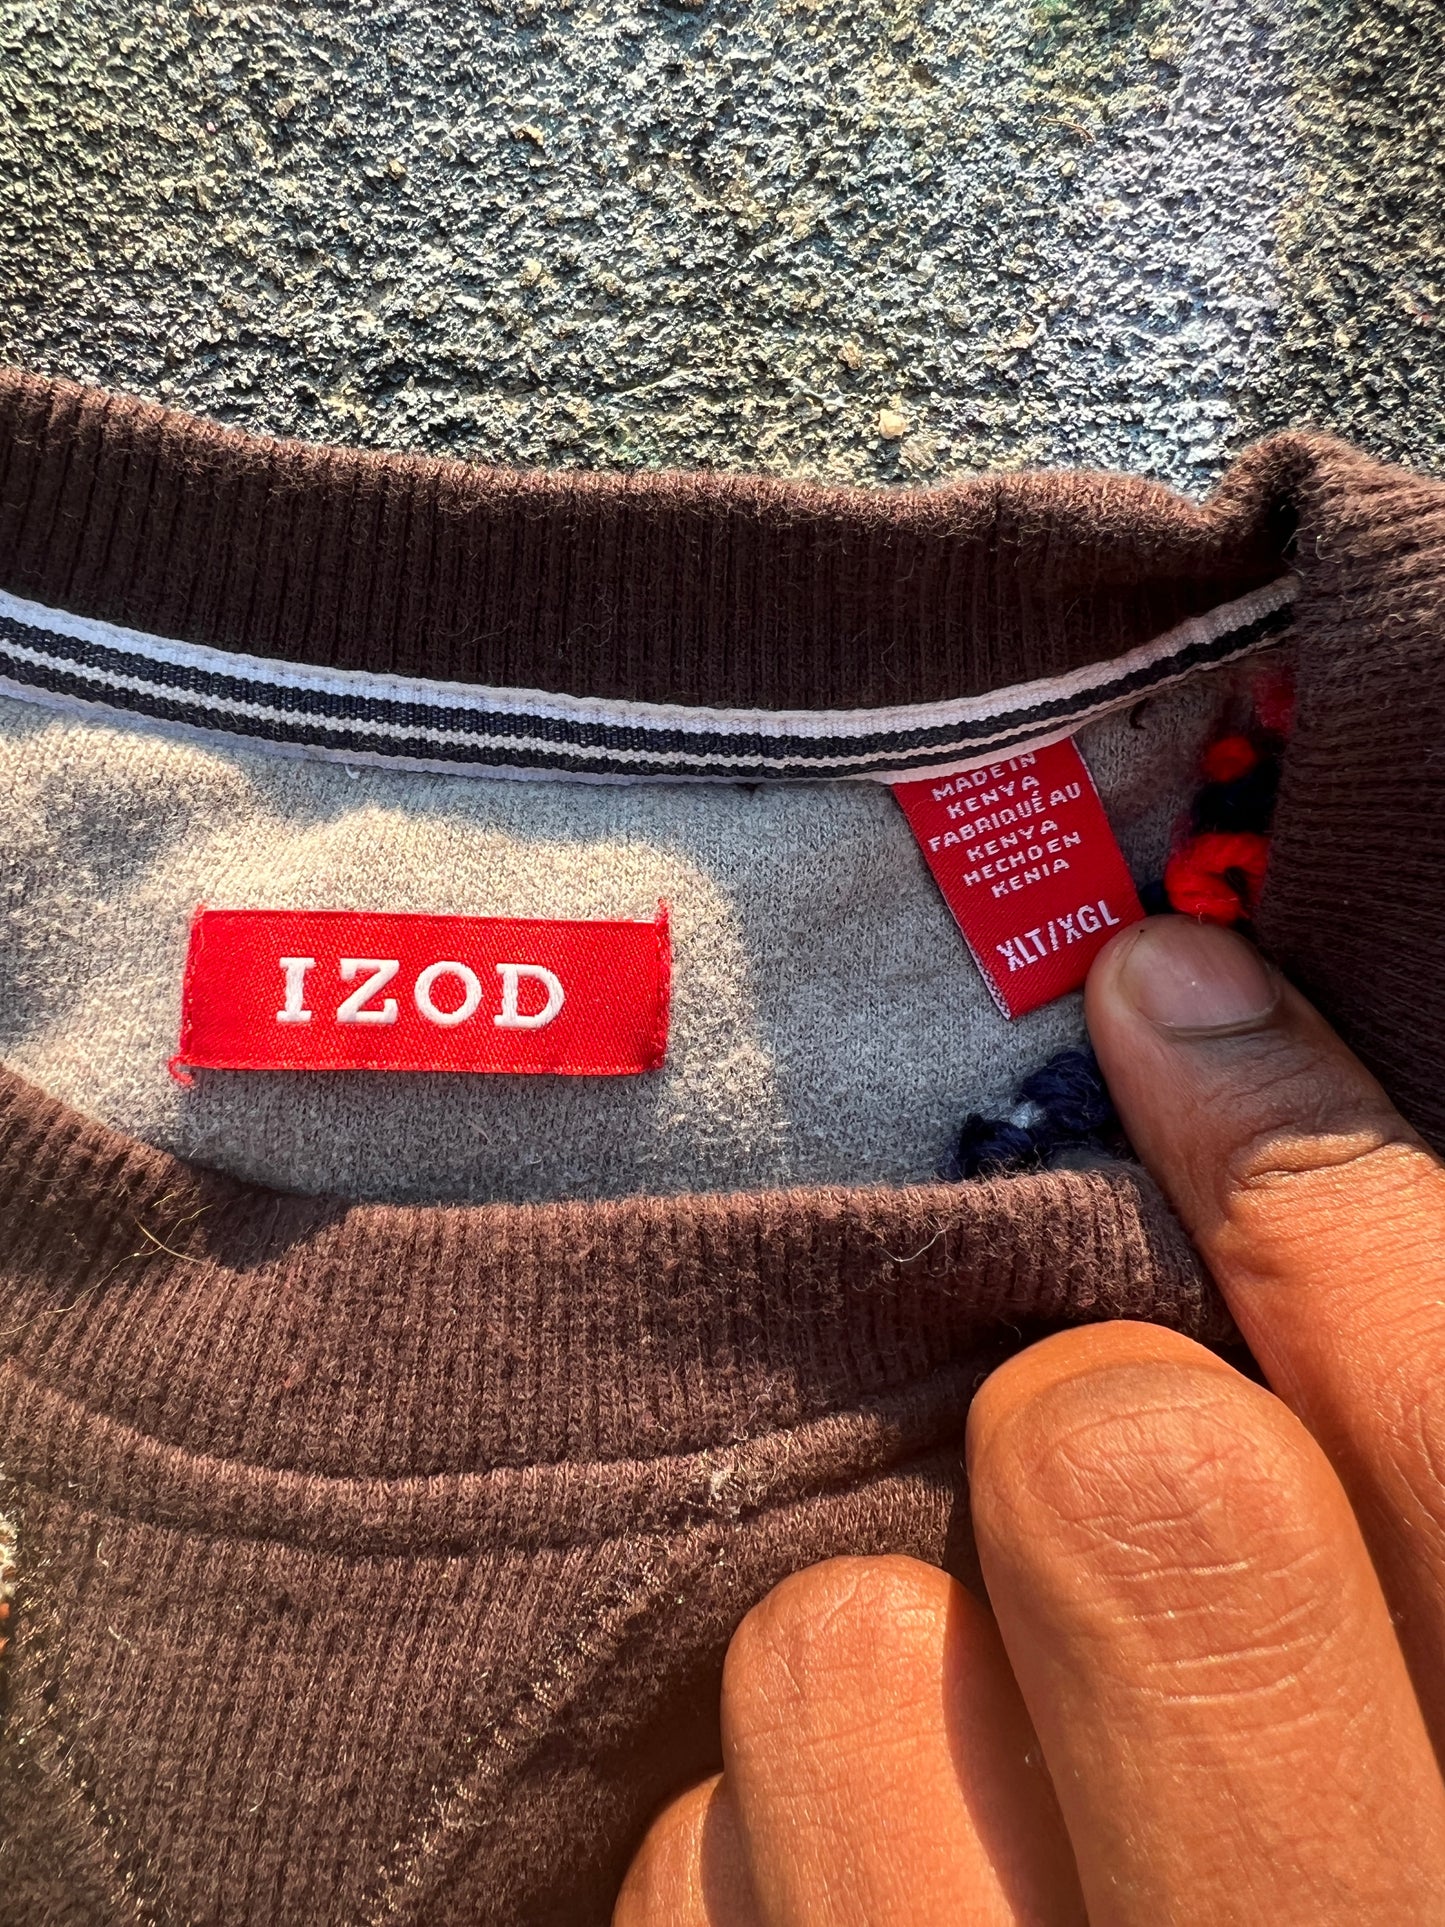 IZOD
MADE IN
KENYA
FABRIQUÉ AU
KENYA
HECHO EN
KENIA
XLT/XGL